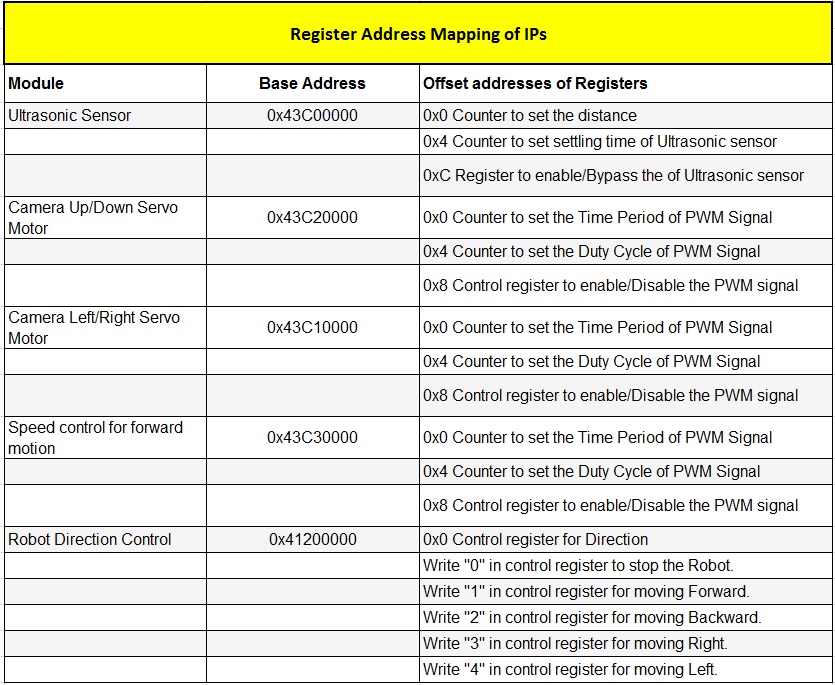 Register Address Mapping of IPs
Module Base Address Offset addresses of Registers
Ultrasonic Sensor 0x43C00000 0x0 Counter to set the distance
0x4 Counter to set settling time of Ultrasonic sensor
0xC Register to enable/Bypass the of Ultrasonic sensor
Camera Up/Down Servo
Motor 0x43C20000 0x0 Counter to set the Time Period of PWM Signal
0x4 Counter to set the Duty Cycle of PWM Signal
0x8 Control register to enable/Disable the PWM signal
Camera Left/Right Servo
Motor 0x43C10000 0x0 Counter to set the Time Period of PWM Signal
0x4 Counter to set the Duty Cycle of PWM Signal
0x8 Control register to enable/Disable the PWM signal
Speed control for forward
motion 0x43C30000 0x0 Counter to set the Time Period of PWM Signal
0x4 Counter to set the Duty Cycle of PWM Signal
0x8 Control register to enable/Disable the PWM signal
Robot Direction Control 0x41200000 0x0 Control register for Direction
Write "0" in control register to stop the Robot.
Write "1" in control register for moving Forward.
Write "2" in control register for moving Backward.
Write "3" in control register for moving Right.
Write "4" in control register for moving Left.